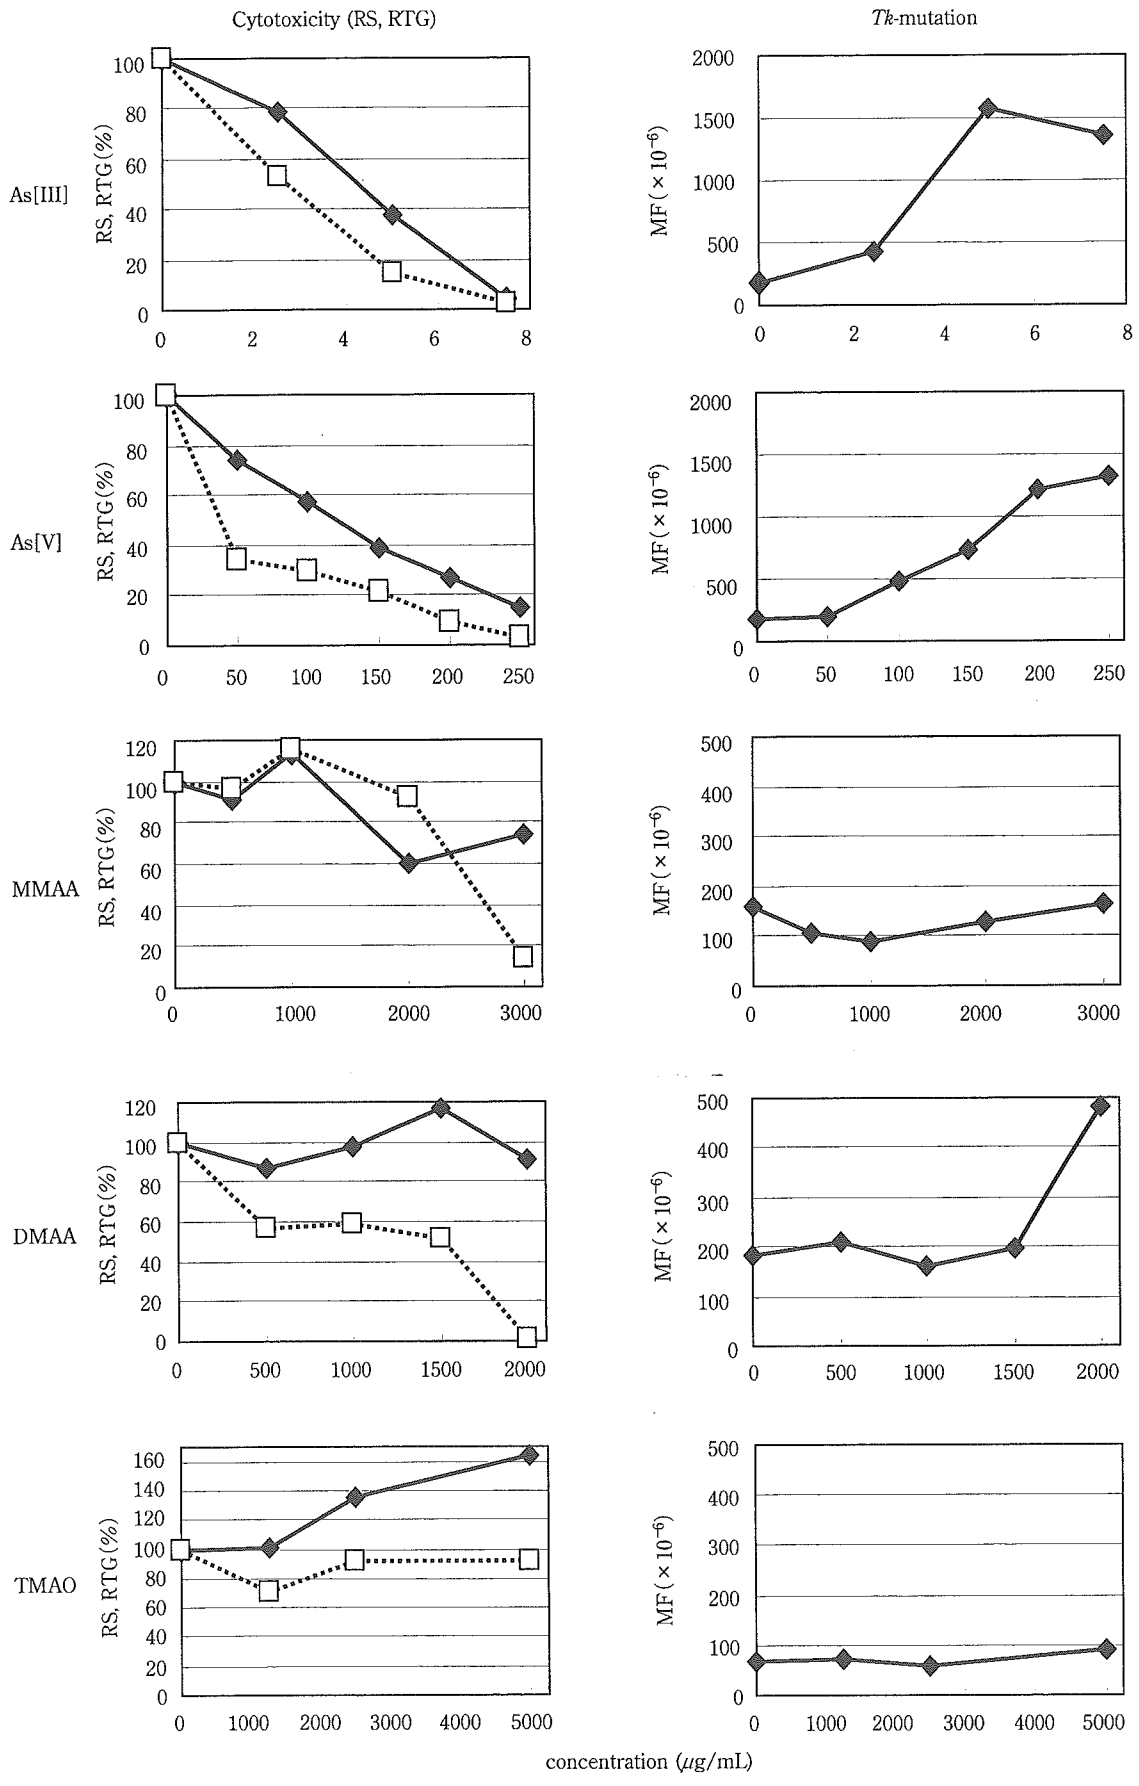 Cytotoxicity (RS, RTG)
Tk-mutation
As[III]
RS, RTG(%)
100
80
60
40
20
0
0 2 4 6 8
MF(×10⁻⁶)
2000
1500
1000
500
0
0 2 4 6 8
As[V]
RS, RTG(%)
100
80
60
40
20
0
0 50 100 150 200 250
MF(×10⁻⁶)
2000
1500
1000
500
0
0 50 100 150 200 250
MMAA
RS, RTG(%)
120
100
80
60
40
20
0
0 1000 2000 3000
MF(×10⁻⁶)
500
400
300
200
100
0
0 1000 2000 3000
DMAA
RS, RTG(%)
120
100
80
60
40
20
0
0 500 1000 1500 2000
MF(×10⁻⁶)
500
400
300
200
100
0
0 500 1000 1500 2000
TMAO
RS, RTG(%)
160
140
120
100
80
60
40
20
0
0 1000 2000 3000 4000 5000
MF(×10⁻⁶)
500
400
300
200
100
0
0 1000 2000 3000 4000 5000
concentration (μg/mL)